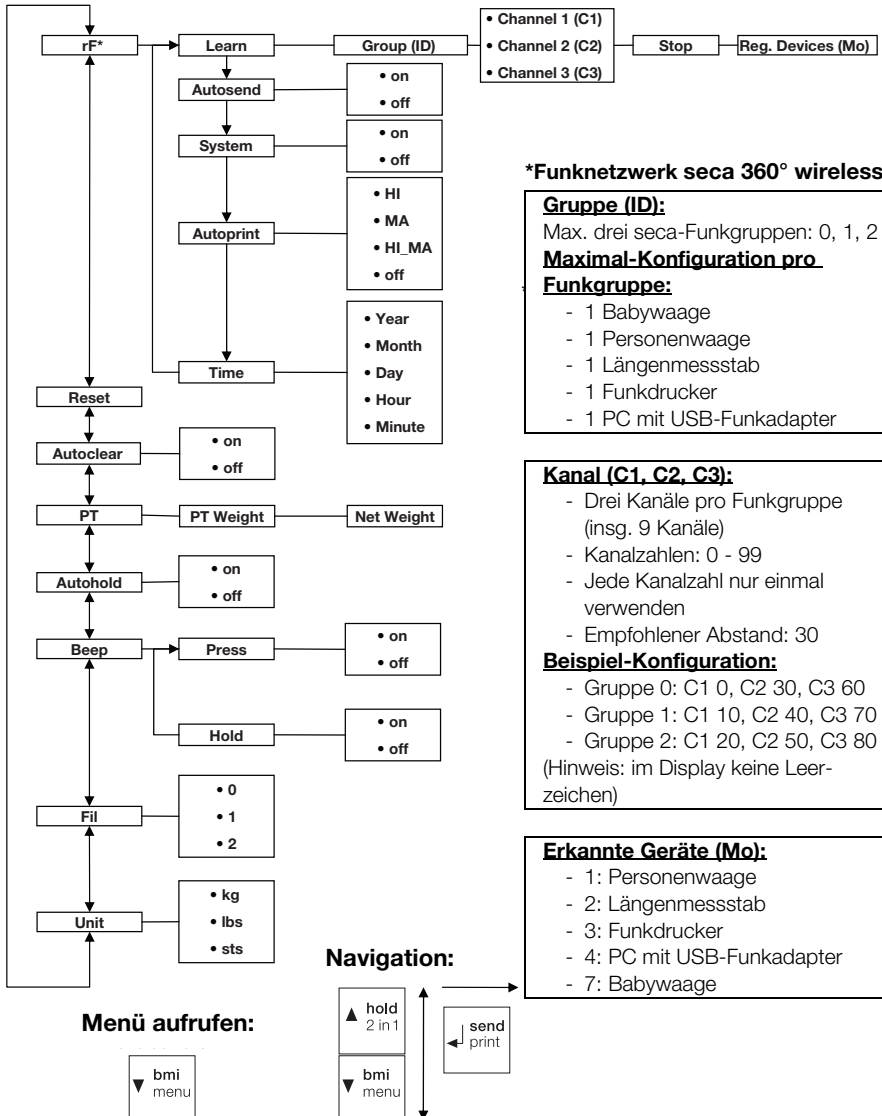 rF*
Learn
Group (ID)
• Channel 1 (C1)
• Channel 2 (C2)
• Channel 3 (C3)
Stop
Reg. Devices (Mo)
Autosend
• on
• off
System
• on
• off
Autoprint
• HI
• MA
• HI_MA
• off
Time
• Year
• Month
• Day
• Hour
• Minute
Reset
Autoclear
• on
• off
PT
PT Weight
Net Weight
Autohold
• on
• off
Beep
Press
• on
• off
Hold
• on
• off
Fil
• 0
• 1
• 2
Unit
• kg
• lbs
• sts
*Funknetzwerk seca 360° wireless
Gruppe (ID):
Max. drei seca-Funkgruppen: 0, 1, 2
Maximal-Konfiguration pro
Funkgruppe:
- 1 Babywaage
- 1 Personenwaage
- 1 Längenmessstab
- 1 Funkdrucker
- 1 PC mit USB-Funkadapter
Kanal (C1, C2, C3):
- Drei Kanäle pro Funkgruppe
(insg. 9 Kanäle)
- Kanalzahlen: 0 - 99
- Jede Kanalzahl nur einmal
verwenden
- Empfohlener Abstand: 30
Beispiel-Konfiguration:
- Gruppe 0: C1 0, C2 30, C3 60
- Gruppe 1: C1 10, C2 40, C3 70
- Gruppe 2: C1 20, C2 50, C3 80
(Hinweis: im Display keine Leer-
zeichen)
Erkannte Geräte (Mo):
- 1: Personenwaage
- 2: Längenmessstab
- 3: Funkdrucker
- 4: PC mit USB-Funkadapter
- 7: Babywaage
Menü aufrufen:
bmi
menu
Navigation:
hold
2 in 1
bmi
menu
send
print